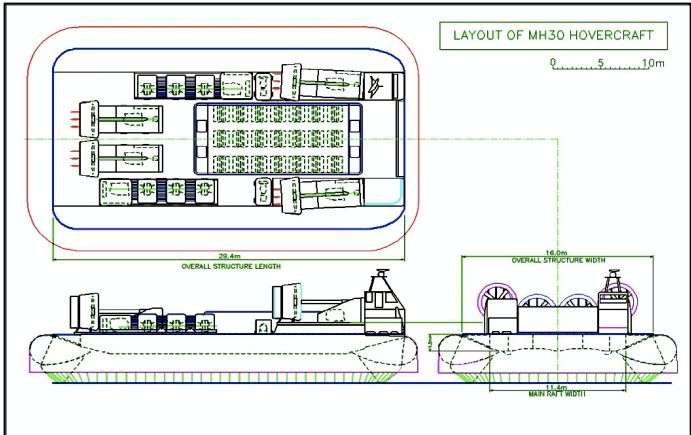 LAYOUT OF MH30 HOVERCRAFT
0 5 10m
29.4m
OVERALL STRUCTURE LENGTH
16.0m
OVERALL STRUCTURE WIDTH
11.4m
MAIN RAFT WIDTH